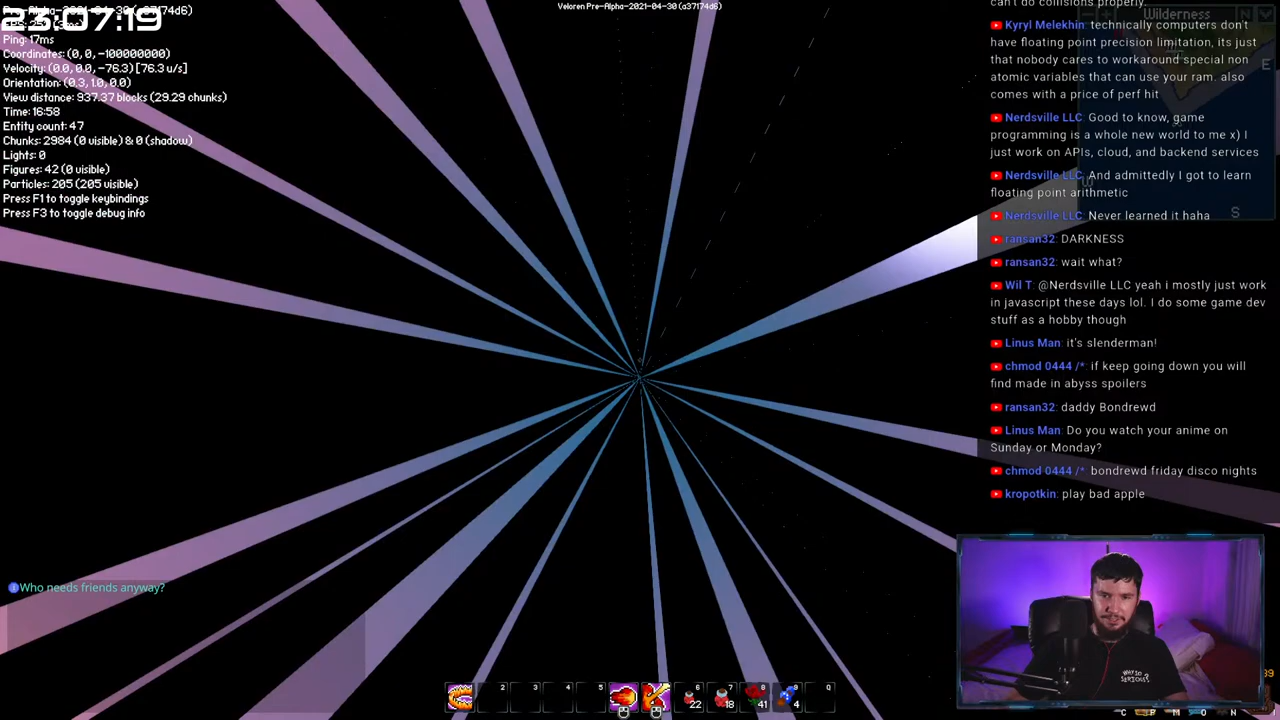 Veloren Pre-Alpha-2021-04-30 (a37174d6)
23:07:19
Ping: 17ms
Coordinates: (0, 0, -100000000)
Velocity: (0.0, 0.0, -76.3) [76.3 u/s]
Orientation: (0.3, 1.0, 0.0)
View distance: 937.37 blocks (29.29 chunks)
Time: 16:58
Entity count: 47
Chunks: 2984 (0 visible) & 0 (shadow)
Lights: 0
Figures: 42 (0 visible)
Particles: 205 (205 visible)
Press F1 to toggle keybindings
Press F3 to toggle debug info
Wilderness
N
E
S
can't do collisions properly.
Kyryl Melekhin: technically computers don't
have floating point precision limitation, its just
that nobody cares to workaround special non
atomic variables that can use your ram. also
comes with a price of perf hit
Nerdsville LLC: Good to know, game
programming is a whole new world to me x) I
just work on APIs, cloud, and backend services
Nerdsville LLC: And admittedly I got to learn
floating point arithmetic
Nerdsville LLC: Never learned it haha
ransan32: DARKNESS
ransan32: wait what?
Wil T: @Nerdsville LLC yeah i mostly just work
in javascript these days lol. I do some game dev
stuff as a hobby though
Linus Man: it's slenderman!
chmod 0444 /*: if keep going down you will
find made in abyss spoilers
ransan32: daddy Bondrewd
Linus Man: Do you watch your anime on
Sunday or Monday?
chmod 0444 /*: bondrewd friday disco nights
kropotkin: play bad apple
Who needs friends anyway?
2 3 4 5 6 7 8 9 0
22 18 41 4
WHY SO
SERIOUS?
C B M O N